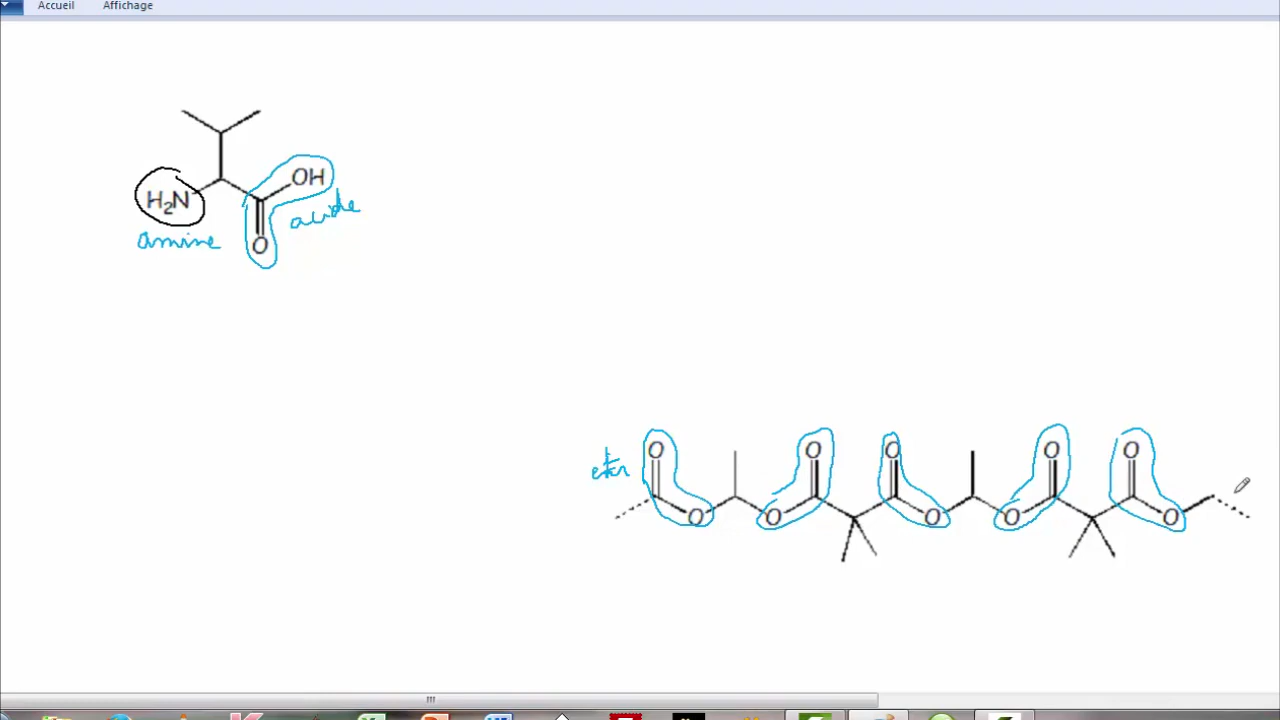 Accueil Affichage
OH
H₂N
acide
amine
O
O O O O O
ester
O O O O O